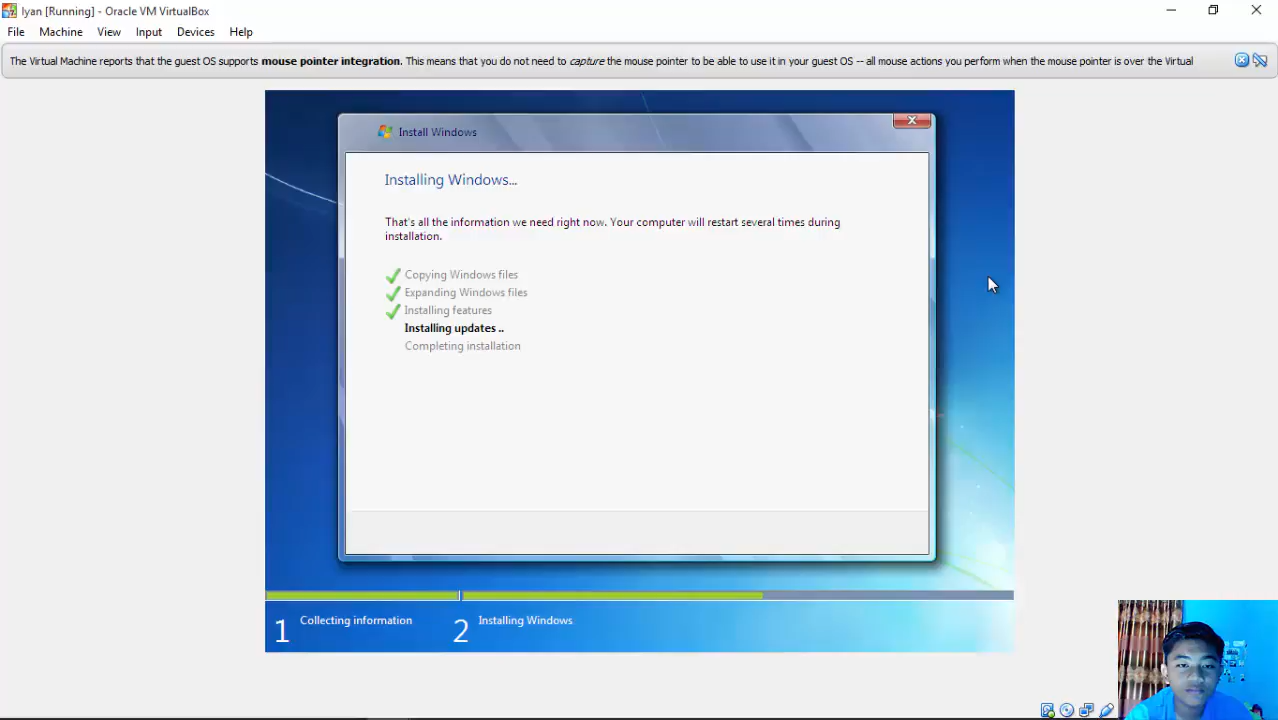 Iyan [Running] - Oracle VM VirtualBox
File Machine View Input Devices Help
The Virtual Machine reports that the guest OS supports mouse pointer integration. This means that you do not need to capture the mouse pointer to be able to use it in your guest OS -- all mouse actions you perform when the mouse pointer is over the Virtual
Install Windows
Installing Windows...
That's all the information we need right now. Your computer will restart several times during
installation.
Copying Windows files
Expanding Windows files
Installing features
Installing updates ..
Completing installation
1 Collecting information 2 Installing Windows